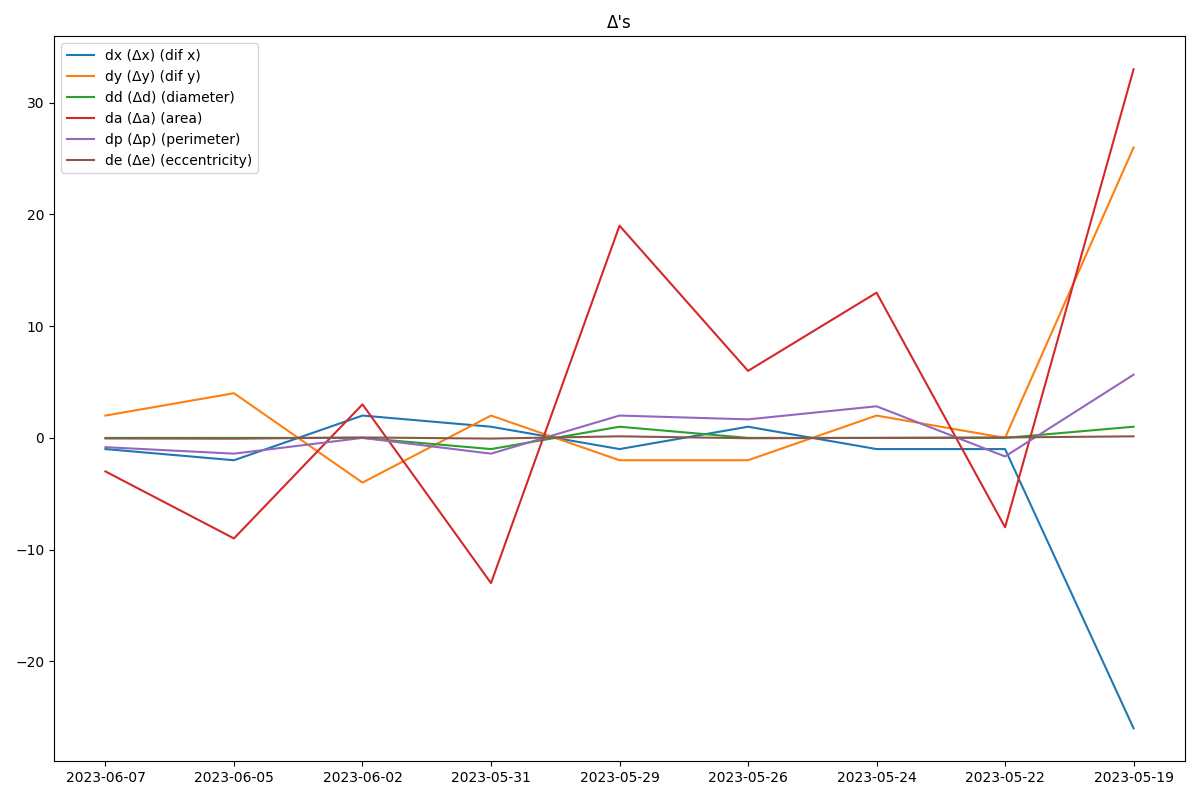 Δ's
dx (Δx) (dif x)
dy (Δy) (dif y)
dd (Δd) (diameter)
da (Δa) (area)
dp (Δp) (perimeter)
de (Δe) (eccentricity)
30
20
10
0
−10
−20
2023-06-07 2023-06-05 2023-06-02 2023-05-31 2023-05-29 2023-05-26 2023-05-24 2023-05-22 2023-05-19